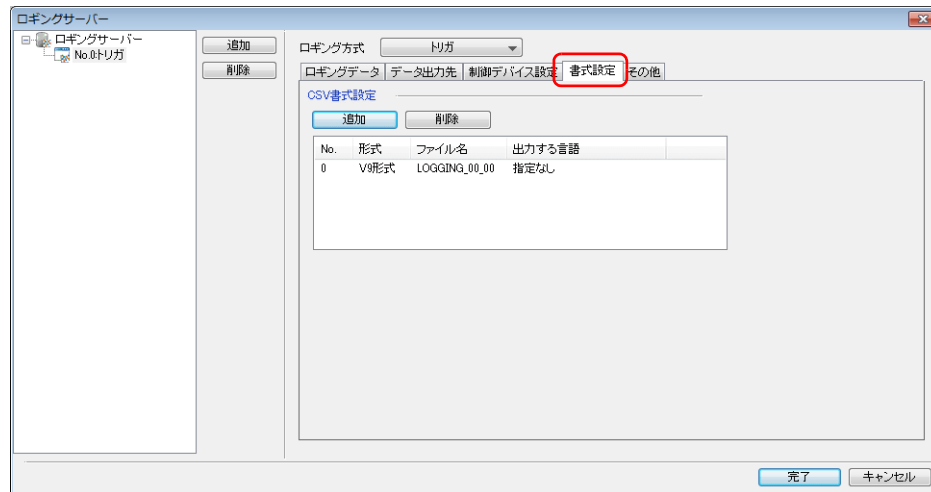 ロギングサーバー
ロギングサーバー
No.0トリガ
追加
削除
ロギング方式 トリガ
ロギングデータ データ出力先 制御デバイス設定 書式設定 その他
CSV書式設定
追加 削除
No. 形式 ファイル名 出力する言語
0 V9形式 LOGGING_00_00 指定なし
完了 キャンセル